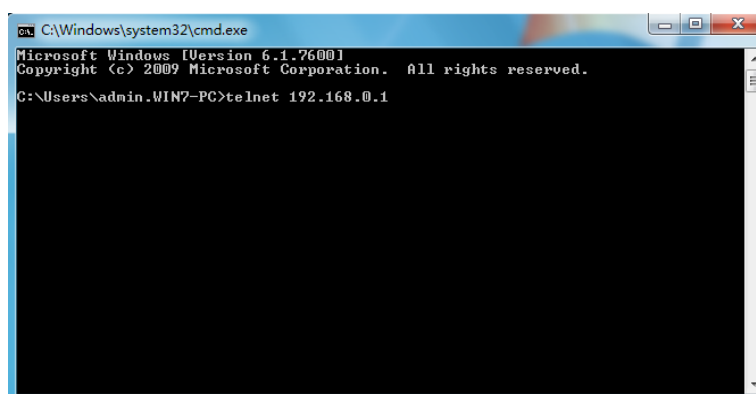 C:\Windows\system32\cmd.exe
Microsoft Windows [Version 6.1.7600]
Copyright (c) 2009 Microsoft Corporation.  All rights reserved.
C:\Users\admin.WIN7-PC>telnet 192.168.0.1